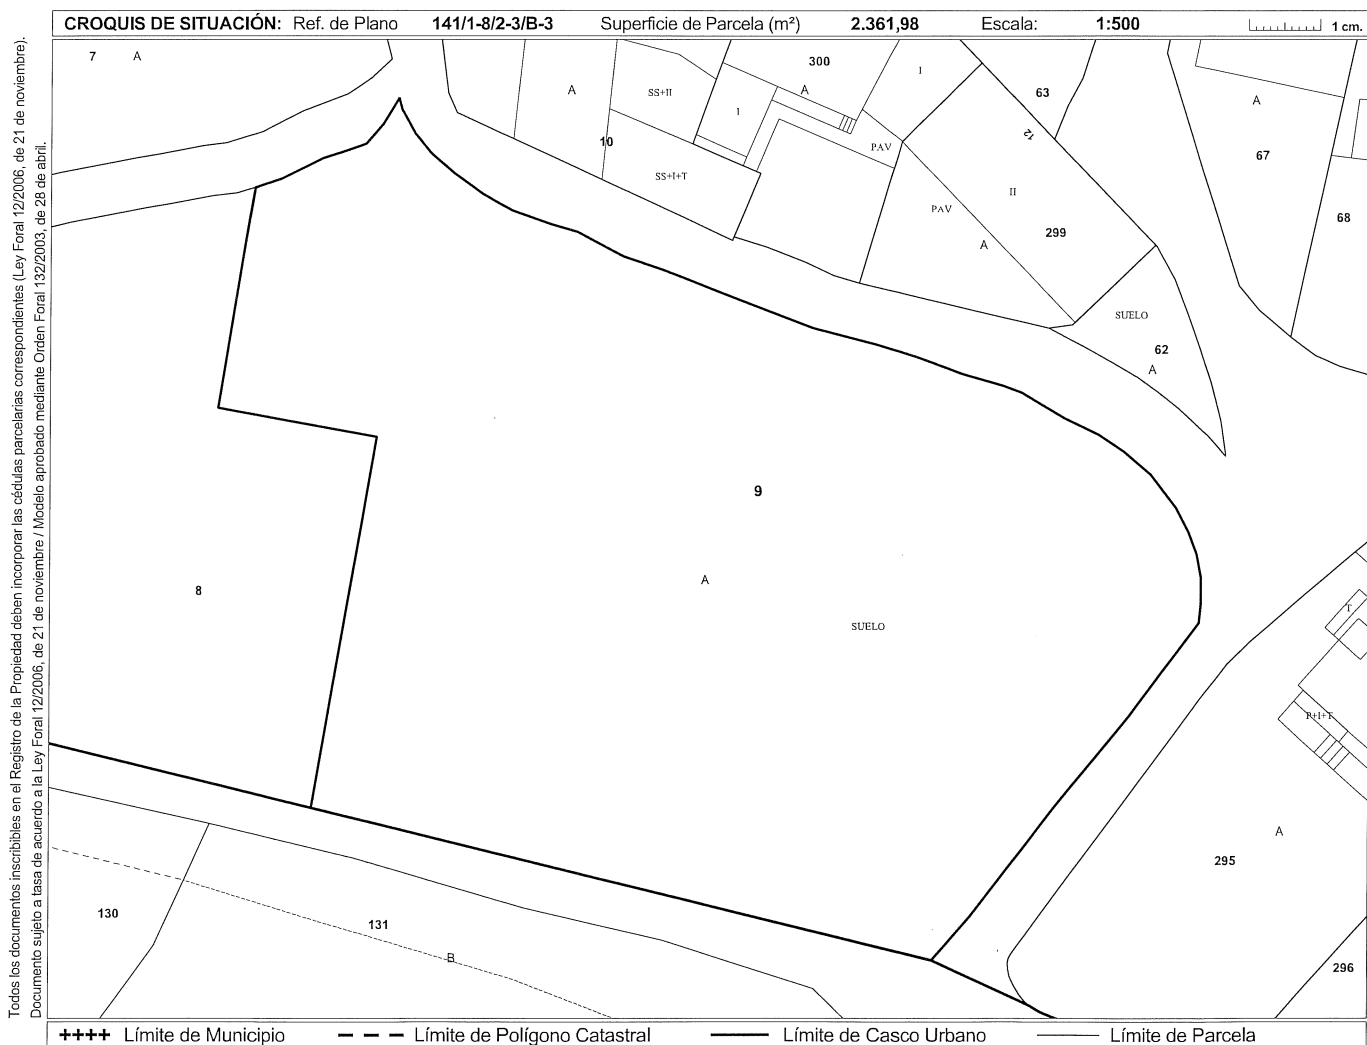 CROQUIS DE SITUACIÓN: Ref. de Plano 141/1-8/2-3/B-3 Superficie de Parcela (m²) 2.361,98 Escala: 1:500 1 cm.
Todos los documentos inscribibles en el Registro de la Propiedad deben incorporar las cédulas parcelarias correspondientes (Ley Foral 12/2006, de 21 de noviembre).
Documento sujeto a tasa de acuerdo a la Ley Foral 12/2006, de 21 de noviembre / Modelo aprobado mediante Orden Foral 132/2003, de 28 de abril.
7 A
300
I
63
A
SS+II
A
A
I
12
67
10
PAV
SS+I+T
II
PAV
68
299
A
SUELO
62
A
9
A
8
T
SUELO
P+I+T
A
295
130
131
B
296
++++ Límite de Municipio
Límite de Polígono Catastral
Límite de Casco Urbano
Límite de Parcela